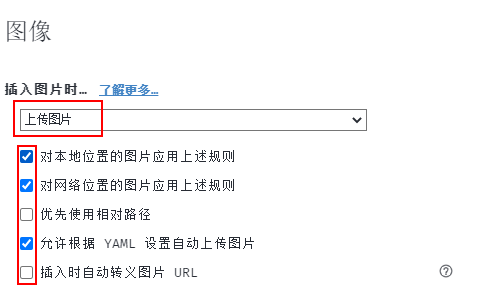 图像
插入图片时... 了解更多...
上传图片
对本地位置的图片应用上述规则
对网络位置的图片应用上述规则
优先使用相对路径
允许根据 YAML 设置自动上传图片
插入时自动转义图片 URL